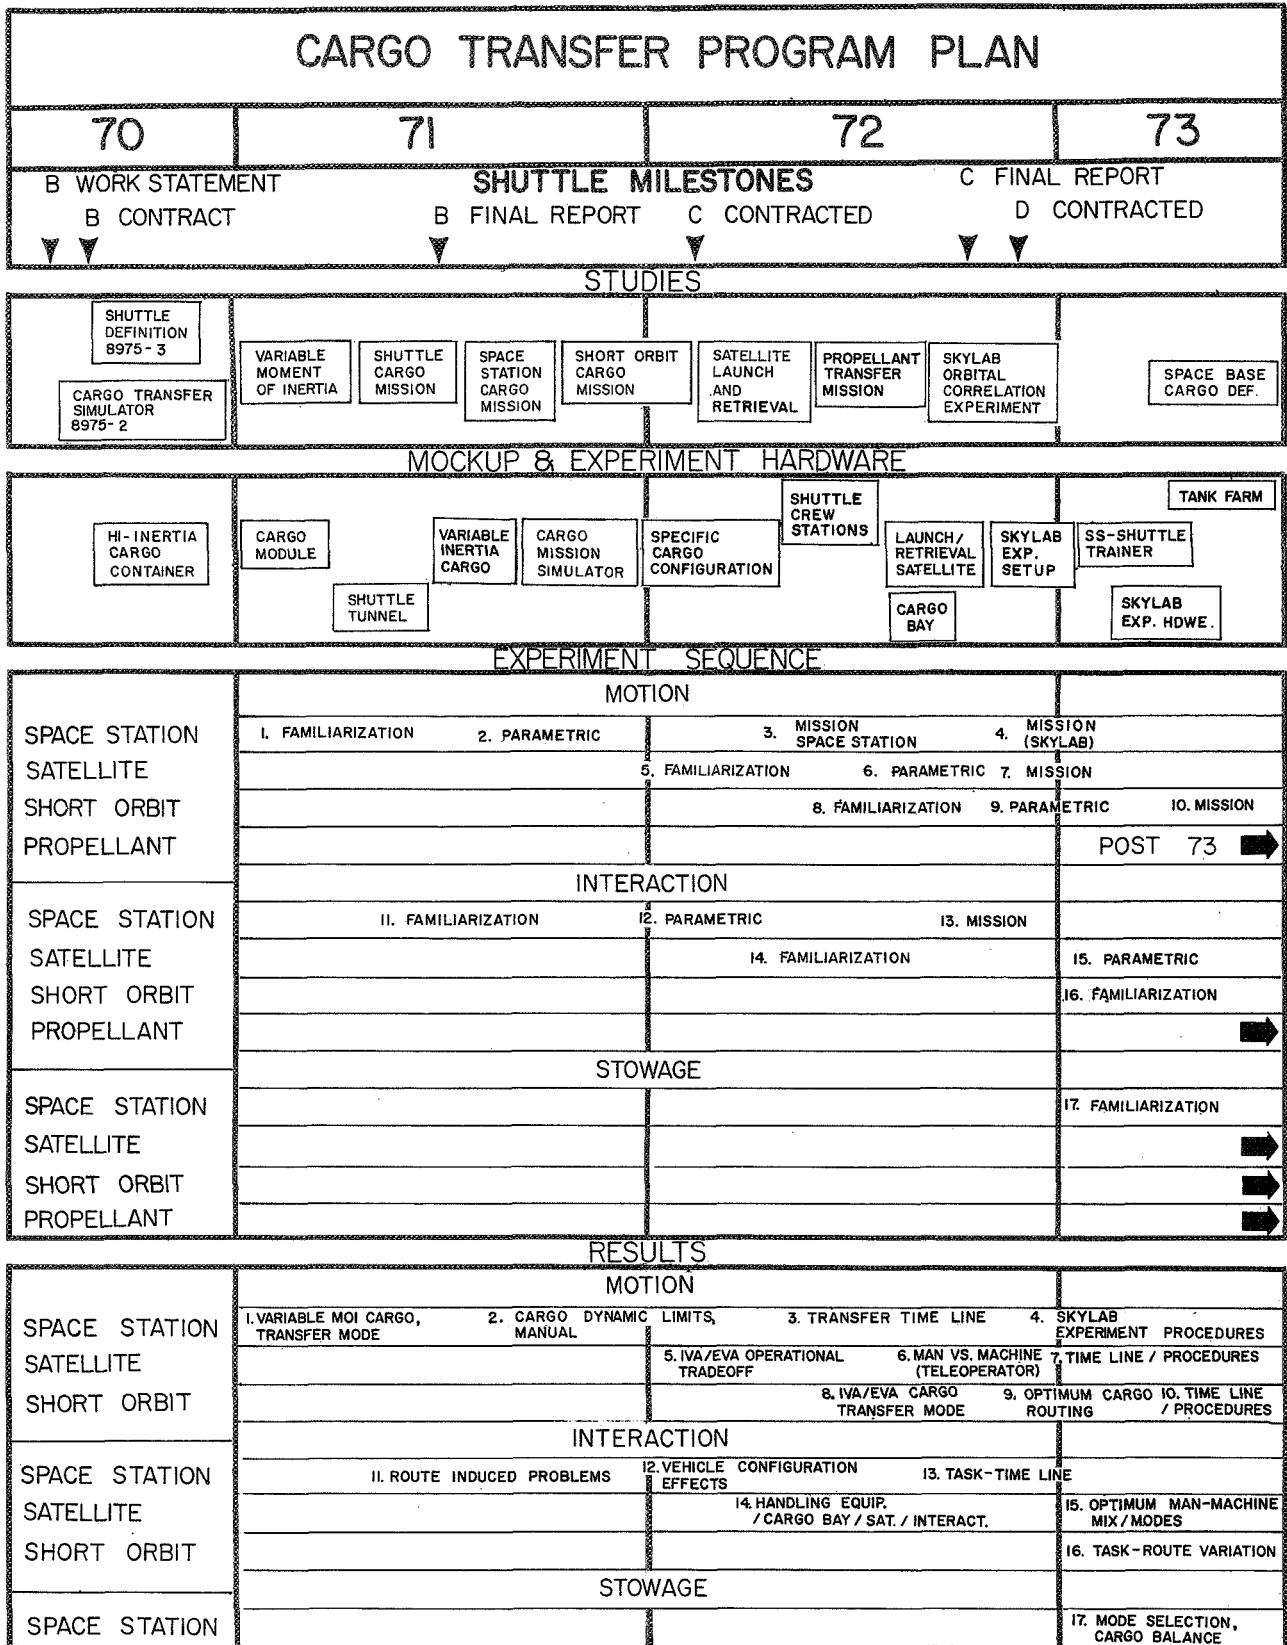 CARGO TRANSFER PROGRAM PLAN
70 71 72 73
SHUTTLE MILESTONES
B WORK STATEMENT
B CONTRACT
B FINAL REPORT
C CONTRACTED
C FINAL REPORT
D CONTRACTED
STUDIES
SHUTTLE
DEFINITION
8975-3
CARGO TRANSFER
SIMULATOR
8975-2
VARIABLE
MOMENT
OF INERTIA
SHUTTLE
CARGO
MISSION
SPACE
STATION
CARGO
MISSION
SHORT ORBIT
CARGO
MISSION
SATELLITE
LAUNCH
AND
RETRIEVAL
PROPELLANT
TRANSFER
MISSION
SKYLAB
ORBITAL
CORRELATION
EXPERIMENT
SPACE BASE
CARGO DEF.
MOCKUP & EXPERIMENT HARDWARE
HI-INERTIA
CARGO
CONTAINER
CARGO
MODULE
SHUTTLE
TUNNEL
VARIABLE
INERTIA
CARGO
CARGO
MISSION
SIMULATOR
SPECIFIC
CARGO
CONFIGURATION
SHUTTLE
CREW
STATIONS
LAUNCH/
RETRIEVAL
SATELLITE
CARGO
BAY
SKYLAB
EXP.
SETUP
SS-SHUTTLE
TRAINER
TANK FARM
SKYLAB
EXP. HDWE.
EXPERIMENT SEQUENCE
MOTION
SPACE STATION
1. FAMILIARIZATION
2. PARAMETRIC
3. MISSION
SPACE STATION
4. MISSION
(SKYLAB)
SATELLITE
5. FAMILIARIZATION
6. PARAMETRIC
7. MISSION
SHORT ORBIT
8. FAMILIARIZATION
9. PARAMETRIC
10. MISSION
PROPELLANT
POST 73
INTERACTION
SPACE STATION
11. FAMILIARIZATION
12. PARAMETRIC
13. MISSION
SATELLITE
14. FAMILIARIZATION
15. PARAMETRIC
SHORT ORBIT
16. FAMILIARIZATION
PROPELLANT
STOWAGE
SPACE STATION
17. FAMILIARIZATION
SATELLITE
SHORT ORBIT
PROPELLANT
RESULTS
MOTION
SPACE STATION
1. VARIABLE MOI CARGO,
TRANSFER MODE
2. CARGO DYNAMIC LIMITS,
MANUAL
3. TRANSFER TIME LINE
4. SKYLAB
EXPERIMENT PROCEDURES
SATELLITE
5. IVA/EVA OPERATIONAL
TRADEOFF
6. MAN VS. MACHINE
(TELEOPERATOR)
7. TIME LINE / PROCEDURES
SHORT ORBIT
8. IVA/EVA CARGO
TRANSFER MODE
9. OPTIMUM CARGO
ROUTING
10. TIME LINE
/ PROCEDURES
INTERACTION
SPACE STATION
11. ROUTE INDUCED PROBLEMS
12. VEHICLE CONFIGURATION
EFFECTS
13. TASK-TIME LINE
SATELLITE
14. HANDLING EQUIP.
/ CARGO BAY / SAT. / INTERACT.
15. OPTIMUM MAN-MACHINE
MIX/MODES
SHORT ORBIT
16. TASK-ROUTE VARIATION
STOWAGE
SPACE STATION
17. MODE SELECTION,
CARGO BALANCE